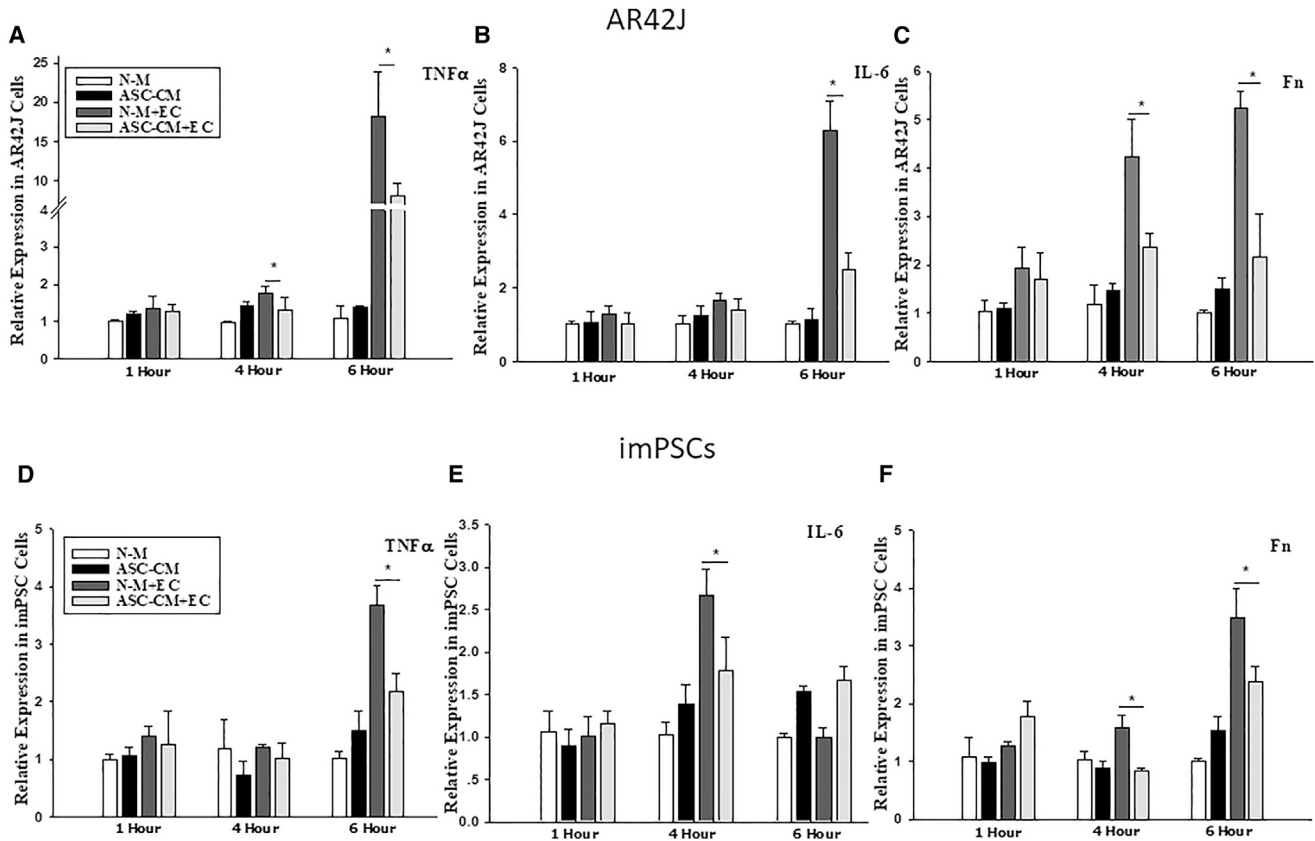 AR42J
A
B
C
TNFα
IL-6
Fn
N-M
ASC-CM
N-M+EC
ASC-CM+EC
Relative Expression in AR42J Cells
25
20
15
10
4
3
2
1
0
*
*
1 Hour
4 Hour
6 Hour
Relative Expression in AR42J Cells
8
6
4
2
0
*
1 Hour
4 Hour
6 Hour
Relative Expression in AR42J Cells
6
5
4
3
2
1
0
*
*
1 Hour
4 Hour
6 Hour
imPSCs
D
E
F
TNFα
IL-6
Fn
N-M
ASC-CM
N-M+EC
ASC-CM+EC
Relative Expression in imPSC Cells
5
4
3
2
1
0
*
1 Hour
4 Hour
6 Hour
Relative Expression in imPSC Cells
3.5
3.0
2.5
2.0
1.5
1.0
.5
0.0
*
1 Hour
4 Hour
6 Hour
Relative Expression in imPSC Cells
5
4
3
2
1
0
*
*
1 Hour
4 Hour
6 Hour